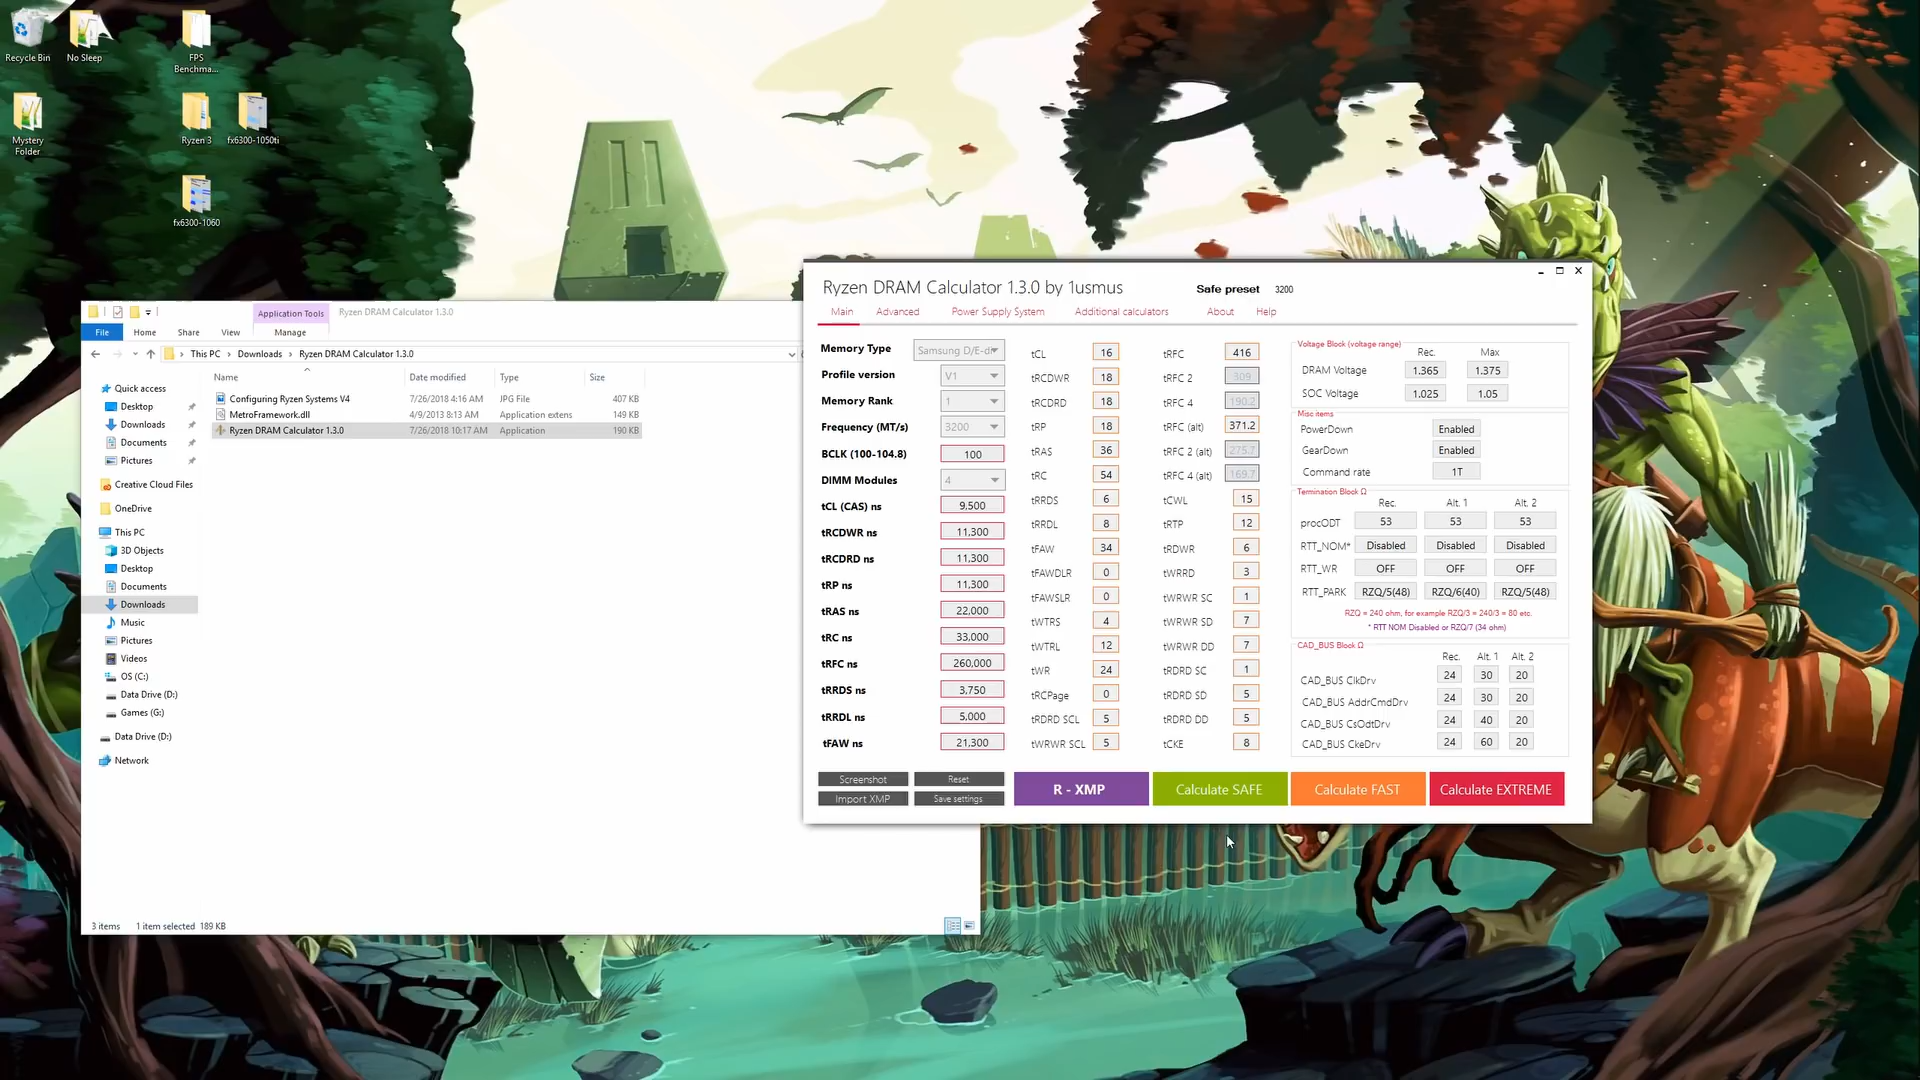 Recycle Bin
No Sleep
FPS
Benchma...
Mystery
Folder
Ryzen 3
fx6300-1050ti
fx6300-1060
Application Tools
Ryzen DRAM Calculator 1.3.0
File
Home
Share
View
Manage
This PC
Downloads
Ryzen DRAM Calculator 1.3.0
Name
Date modified
Type
Size
Configuring Ryzen Systems V4 7/26/2018 4:16 AM JPG File 407 KB
MetroFramework.dll 4/9/2013 8:13 AM Application extens 149 KB
Ryzen DRAM Calculator 1.3.0 7/26/2018 10:17 AM Application 190 KB
Quick access
Desktop
Downloads
Documents
Pictures
Creative Cloud Files
OneDrive
This PC
3D Objects
Desktop
Documents
Downloads
Music
Pictures
Videos
OS (C:)
Data Drive (D:)
Games (G:)
Data Drive (D:)
Network
3 items 1 item selected 189 KB
Ryzen DRAM Calculator 1.3.0 by 1usmus
Safe preset 3200
Main Advanced Power Supply System Additional calculators About Help
Memory Type Samsung D/E-di
Profile version V1
Memory Rank 1
Frequency (MT/s) 3200
BCLK (100-104.8) 100
DIMM Modules 4
tCL (CAS) ns 9,500
tRCDWR ns 11,300
tRCDRD ns 11,300
tRP ns 11,300
tRAS ns 22,000
tRC ns 33,000
tRFC ns 260,000
tRRDS ns 3,750
tRRDL ns 5,000
tFAW ns 21,300
tCL 16
tRCDWR 18
tRCDRD 18
tRP 18
tRAS 36
tRC 54
tRRDS 6
tRRDL 8
tFAW 34
tFAWDLR 0
tFAWSLR 0
tWTRS 4
tWTRL 12
tWR 24
tRCPage 0
tRDRD SCL 5
tWRWR SCL 5
tRFC 416
tRFC 2 309
tRFC 4 190.2
tRFC (alt) 371.2
tRFC 2 (alt) 275.7
tRFC 4 (alt) 169.7
tCWL 15
tRTP 12
tRDWR 6
tWRRD 3
tWRWR SC 1
tWRWR SD 7
tWRWR DD 7
tRDRD SC 1
tRDRD SD 5
tRDRD DD 5
tCKE 8
Voltage Block (voltage range)
Rec. Max
DRAM Voltage 1.365 1.375
SOC Voltage 1.025 1.05
Misc items
PowerDown Enabled
GearDown Enabled
Command rate 1T
Termination Block Ω
Rec. Alt. 1 Alt. 2
procODT 53 53 53
RTT_NOM* Disabled Disabled Disabled
RTT_WR OFF OFF OFF
RTT_PARK RZQ/5(48) RZQ/6(40) RZQ/5(48)
RZQ = 240 ohm, for example RZQ/3 = 240/3 = 80 etc.
* RTT NOM Disabled or RZQ/7 (34 ohm)
CAD_BUS Block Ω
Rec. Alt. 1 Alt. 2
CAD_BUS ClkDrv 24 30 20
CAD_BUS AddrCmdDrv 24 30 20
CAD_BUS CsOdtDrv 24 40 20
CAD_BUS CkeDrv 24 60 20
Screenshot
Reset
Import XMP
Save settings
R - XMP
Calculate SAFE
Calculate FAST
Calculate EXTREME